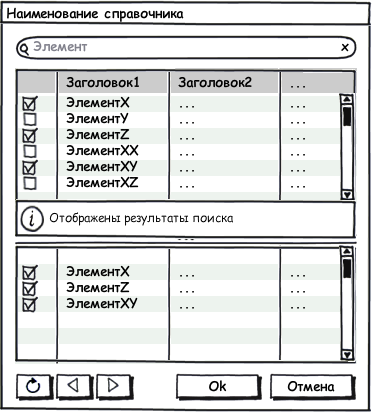 Наименование справочника
Элемент x
Заголовок1 Заголовок2 ...
ЭлементX ... ...
ЭлементY ... ...
ЭлементZ ... ...
ЭлементXX ... ...
ЭлементXY ... ...
ЭлементXZ ... ...
i Отображены результаты поиска
...
ЭлементX ... ...
ЭлементZ ... ...
ЭлементXY ... ...
Ok Отмена